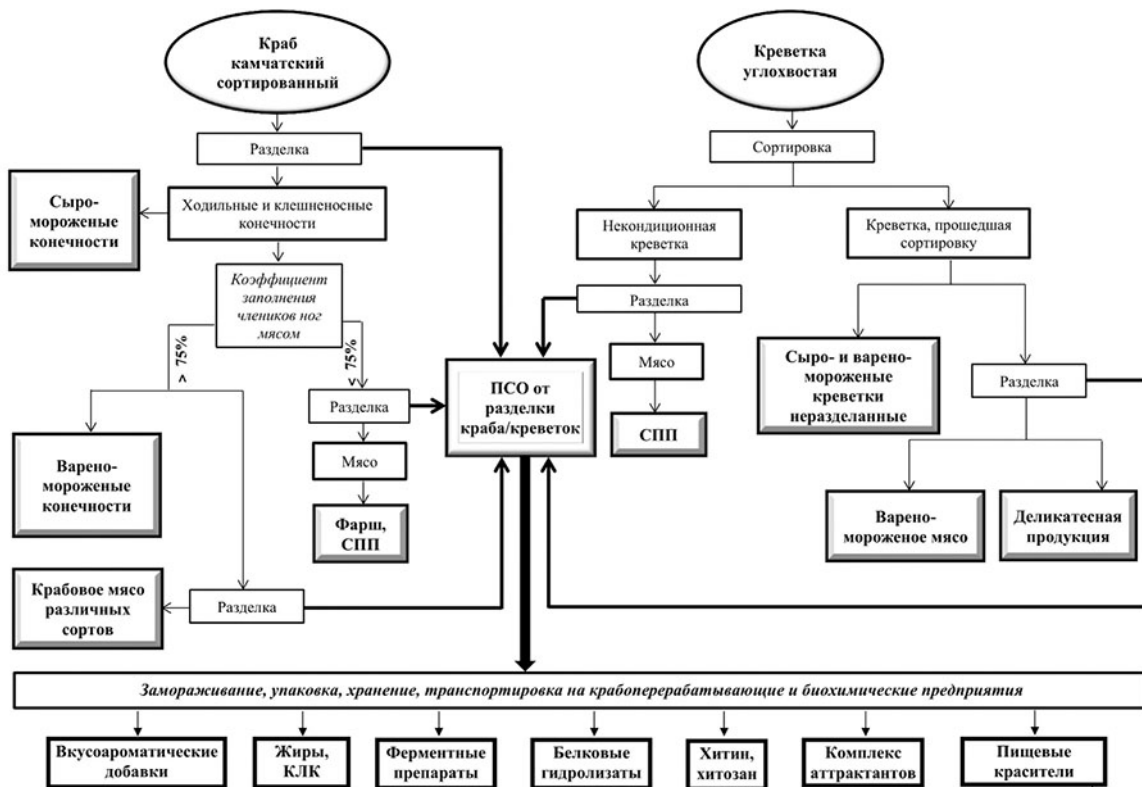 Краб
камчатский
сортированный
Разделка
Ходильные и клешненосные
конечности
Сыро-
мороженые
конечности
Коэффициент
заполнения
члеников ног
мясом
> 75%
< 75%
Варено-
мороженые
конечности
Разделка
Мясо
Фарш,
СПП
Крабовое мясо
различных
сортов
Разделка
ПСО от
разделки
краба/креветок
Креветка
углохвостая
Сортировка
Некондиционная
креветка
Разделка
Мясо
СПП
Креветка, прошедшая
сортировку
Сыро- и варено-
мороженые
креветки
неразделанные
Разделка
Варено-
мороженое мясо
Деликатесная
продукция
Замораживание, упаковка, хранение, транспортировка на крабоперерабатывающие и биохимические предприятия
Вкусоароматические
добавки
Жиры,
КЛК
Ферментные
препараты
Белковые
гидролизаты
Хитин,
хитозан
Комплекс
аттрактантов
Пищевые
красители